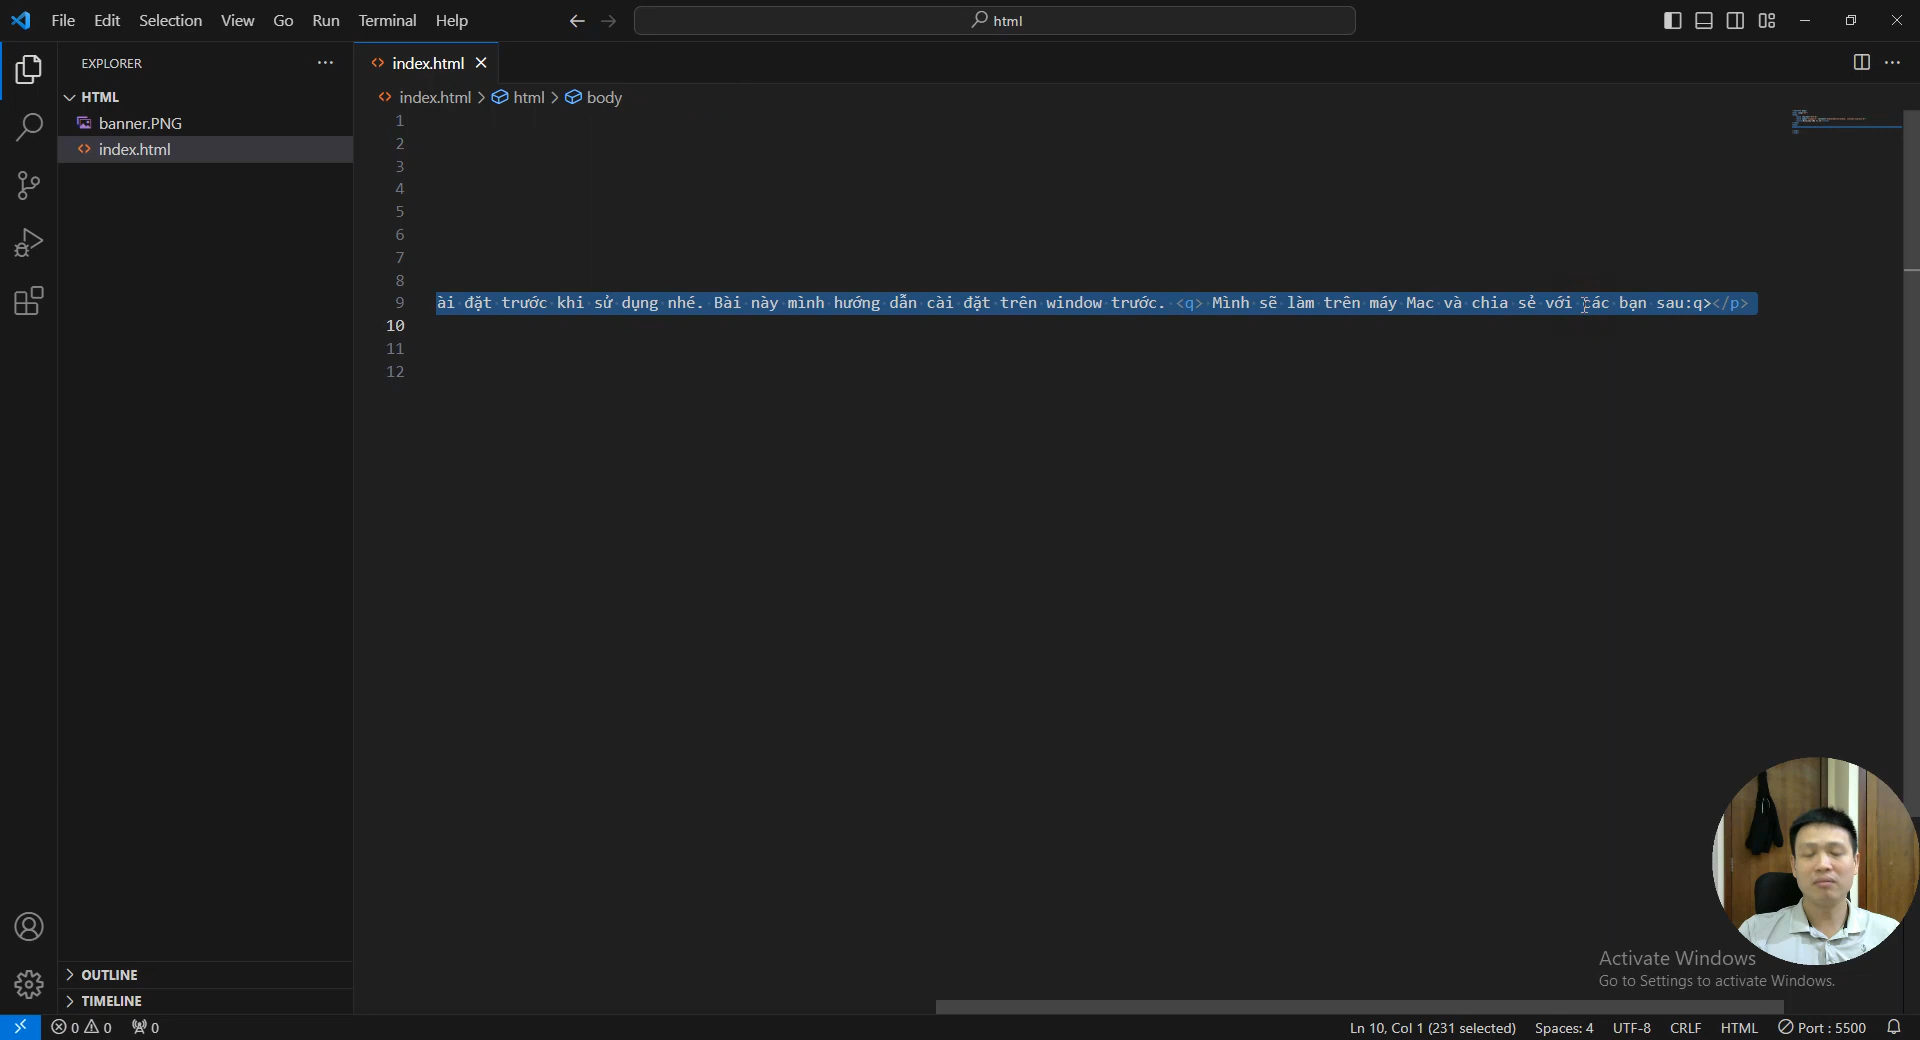 File Edit Selection View Go Run Terminal Help
html
EXPLORER
index.html
HTML
index.html > html > body
banner.PNG
index.html
1
2
3
4
5
6
7
8
9
ài đặt trước khi sử dụng nhé. Bài này mình hướng dẫn cài đặt trên window trước. <q> Mình sẽ làm trên máy Mac và chia sẻ với các bạn sau:q></p>
10
11
12
OUTLINE
TIMELINE
Activate Windows
Go to Settings to activate Windows.
0 0 0
Ln 10, Col 1 (231 selected) Spaces: 4 UTF-8 CRLF HTML Port : 5500